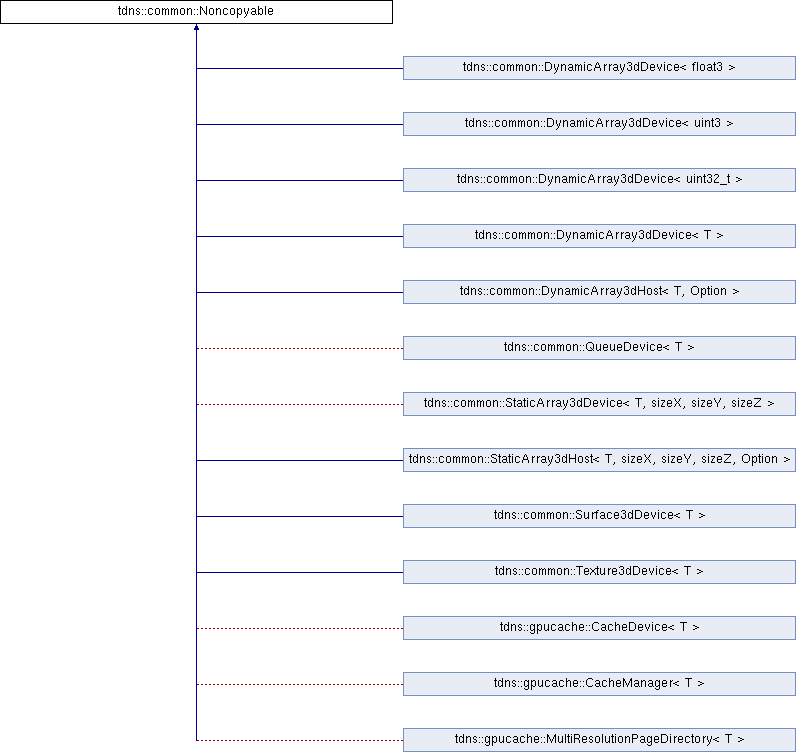 tdns::common::Noncopyable
tdns::common::DynamicArray3dDevice< float3 >
tdns::common::DynamicArray3dDevice< uint3 >
tdns::common::DynamicArray3dDevice< uint32_t >
tdns::common::DynamicArray3dDevice< T >
tdns::common::DynamicArray3dHost< T, Option >
tdns::common::QueueDevice< T >
tdns::common::StaticArray3dDevice< T, sizeX, sizeY, sizeZ >
tdns::common::StaticArray3dHost< T, sizeX, sizeY, sizeZ, Option >
tdns::common::Surface3dDevice< T >
tdns::common::Texture3dDevice< T >
tdns::gpucache::CacheDevice< T >
tdns::gpucache::CacheManager< T >
tdns::gpucache::MultiResolutionPageDirectory< T >